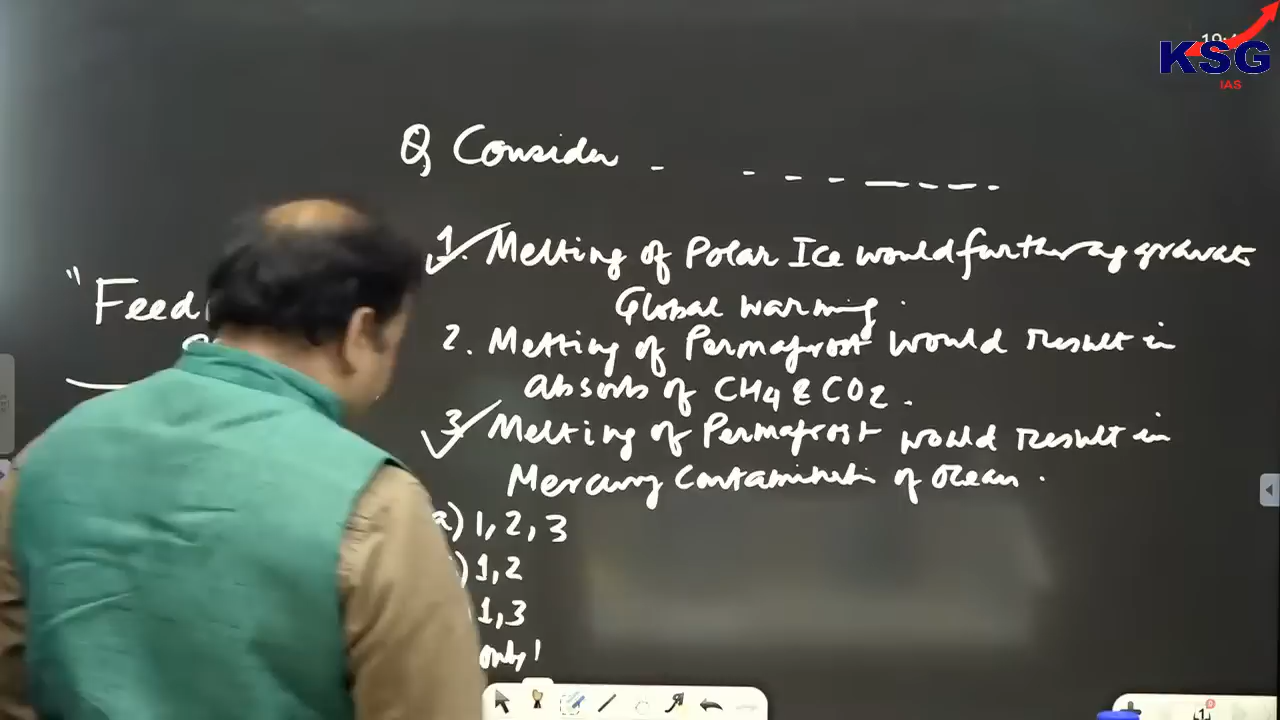 KSG
IAS
Q Consider - - - - - - - -
1. Melting of Polar Ice would further aggravate
Global warming.
"Feed
2. Melting of Permafrost would result in
absorb of CH4 & CO2.
3. Melting of Permafrost would result in
Mercury Contamination of Ocean.
a) 1, 2, 3
) 1, 2
1, 3
only 1